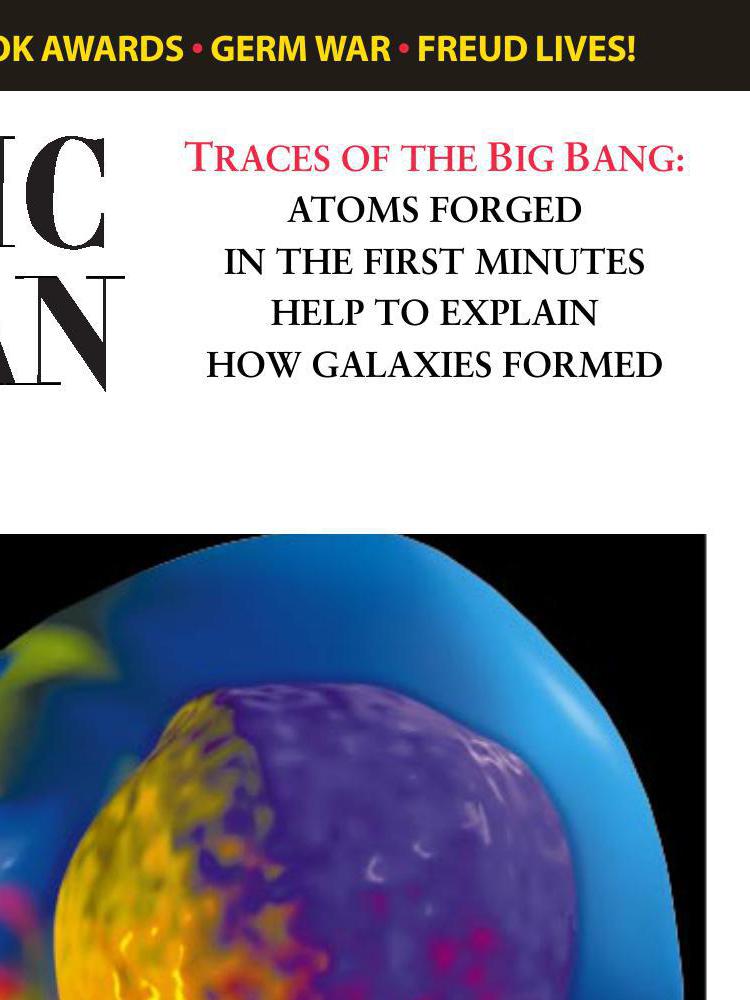 OK AWARDS • GERM WAR • FREUD LIVES!
IC
AN
TRACES OF THE BIG BANG:
ATOMS FORGED
IN THE FIRST MINUTES
HELP TO EXPLAIN
HOW GALAXIES FORMED